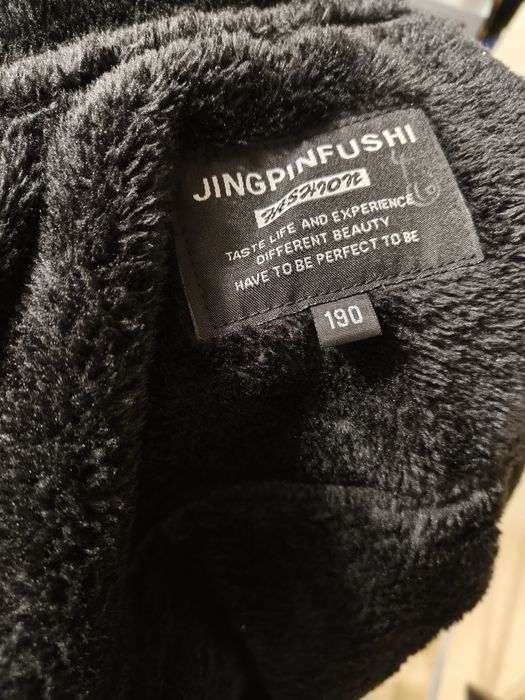 JINGPINFUSHI
FASHION
TASTE LIFE AND EXPERIENCE
DIFFERENT BEAUTY
HAVE TO BE PERFECT TO BE
190